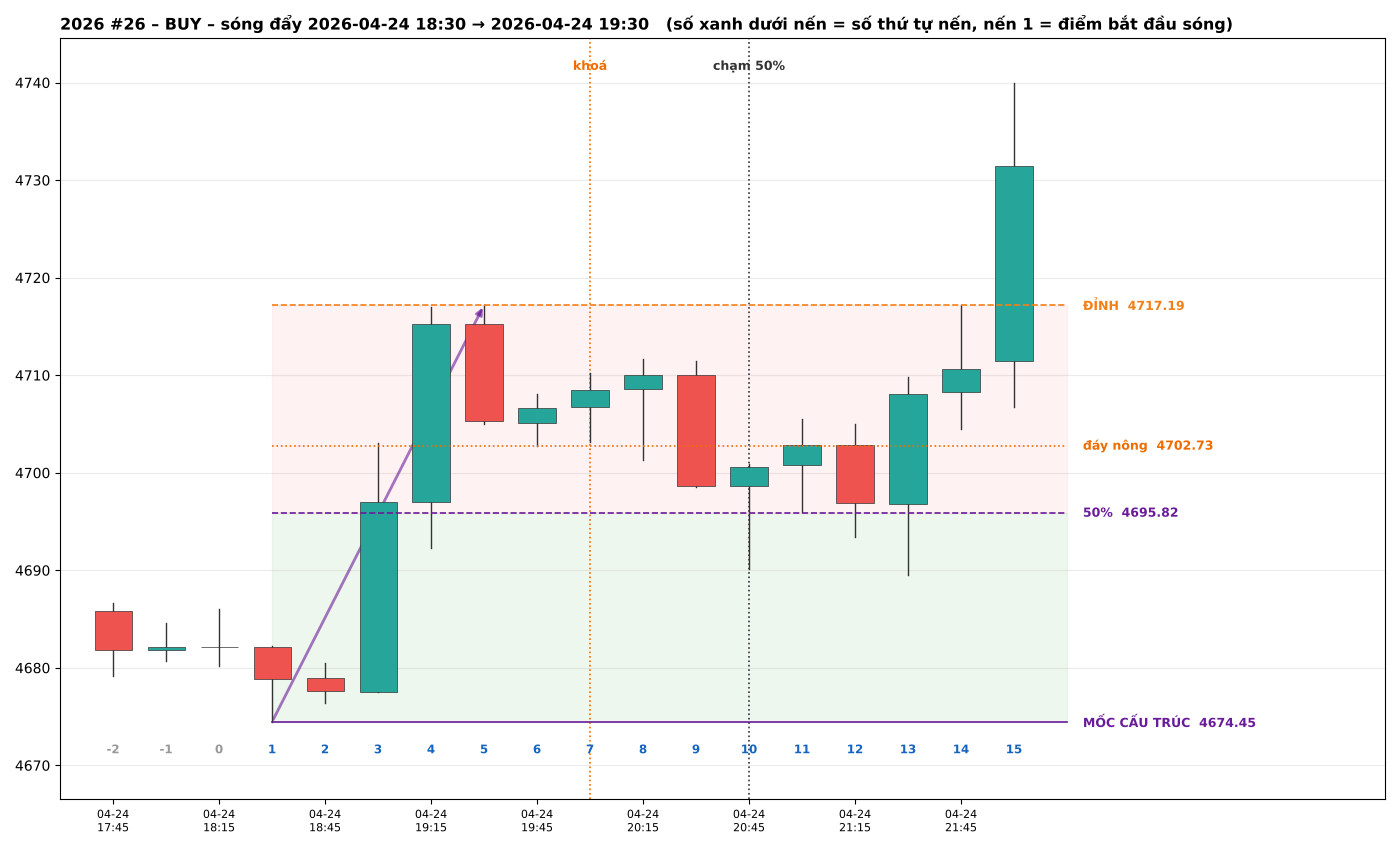 2026 #26 – BUY – sóng đẩy 2026-04-24 18:30 → 2026-04-24 19:30   (số xanh dưới nến = số thứ tự nến, nến 1 = điểm bắt đầu sóng)
khoá
chạm 50%
4740
4730
4720
4710
4700
4690
4680
4670
ĐỈNH 4717.19
đáy nông 4702.73
50% 4695.82
MỐC CẤU TRÚC 4674.45
-2 -1 0 1 2 3 4 5 6 7 8 9 10 11 12 13 14 15
04-24 04-24 04-24 04-24 04-24 04-24 04-24 04-24 04-24
17:45 18:15 18:45 19:15 19:45 20:15 20:45 21:15 21:45